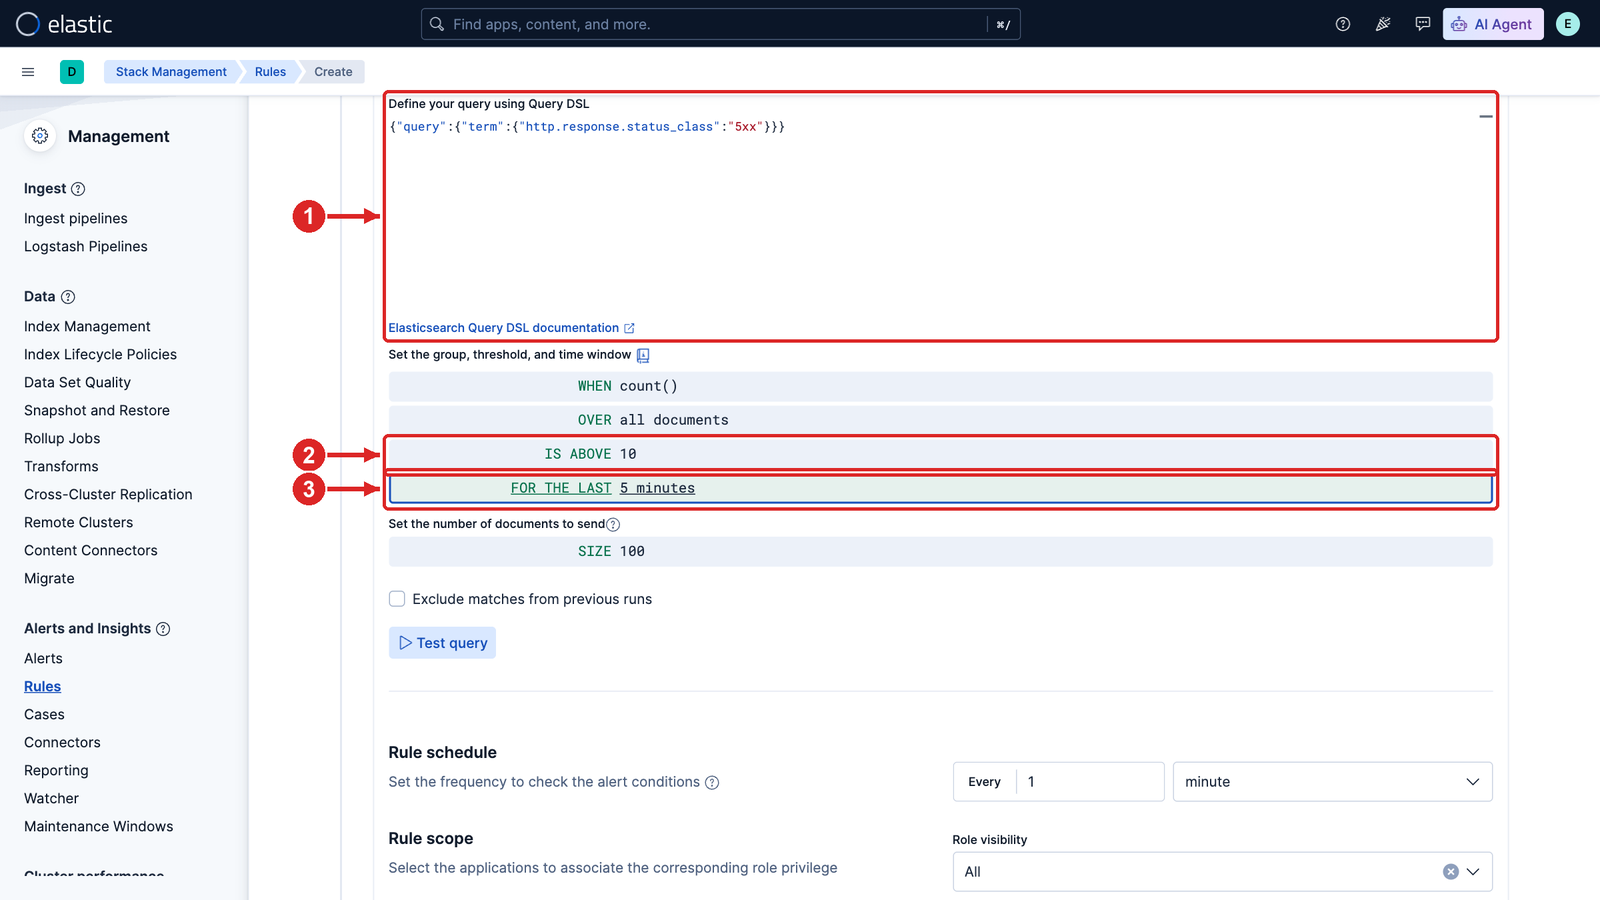 elastic
Find apps, content, and more.
⌘/
AI Agent
E
D
Stack Management
Rules
Create
Management
Ingest
Ingest pipelines
Logstash Pipelines
Data
Index Management
Index Lifecycle Policies
Data Set Quality
Snapshot and Restore
Rollup Jobs
Transforms
Cross-Cluster Replication
Remote Clusters
Content Connectors
Migrate
Alerts and Insights
Alerts
Rules
Cases
Connectors
Reporting
Watcher
Maintenance Windows
Cluster performance
Define your query using Query DSL
{"query":{"term":{"http.response.status_class":"5xx"}}}
1
Elasticsearch Query DSL documentation
Set the group, threshold, and time window
WHEN count()
OVER all documents
2
IS ABOVE 10
3
FOR THE LAST 5 minutes
Set the number of documents to send
SIZE 100
Exclude matches from previous runs
Test query
Rule schedule
Set the frequency to check the alert conditions
Every 1
minute
Rule scope
Select the applications to associate the corresponding role privilege
Role visibility
All